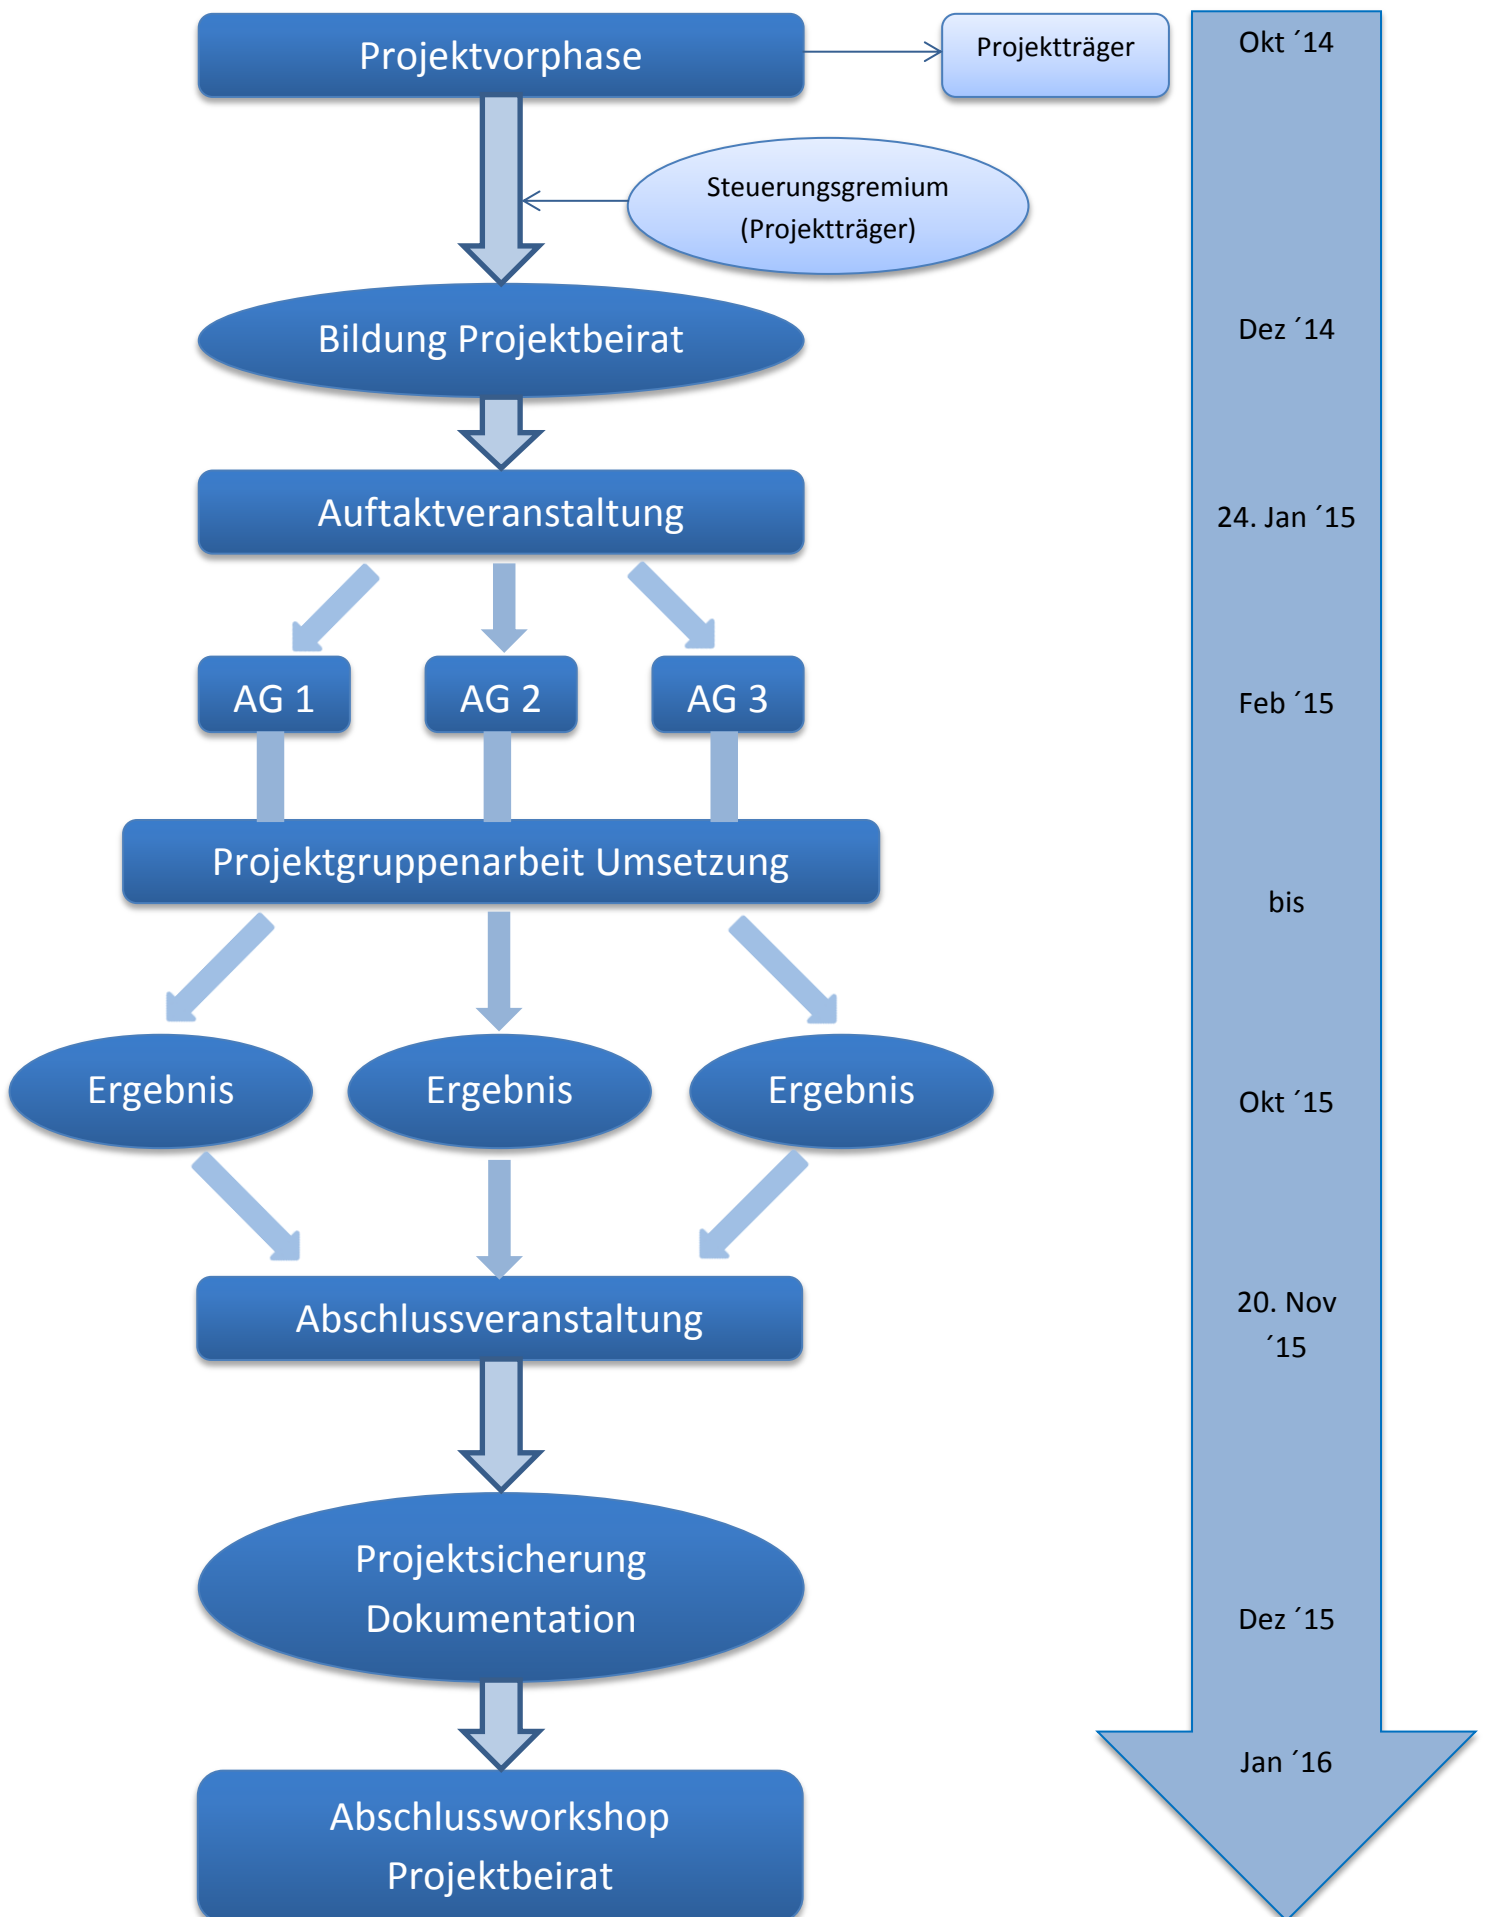 Projektvorphase
Projektträger
Okt ´14
Steuerungsgremium
(Projektträger)
Bildung Projektbeirat
Dez ´14
Auftaktveranstaltung
24. Jan ´15
AG 1
AG 2
AG 3
Feb ´15
Projektgruppenarbeit Umsetzung
bis
Ergebnis
Ergebnis
Ergebnis
Okt ´15
Abschlussveranstaltung
20. Nov
´15
Projektsicherung
Dokumentation
Dez ´15
Jan ´16
Abschlussworkshop
Projektbeirat